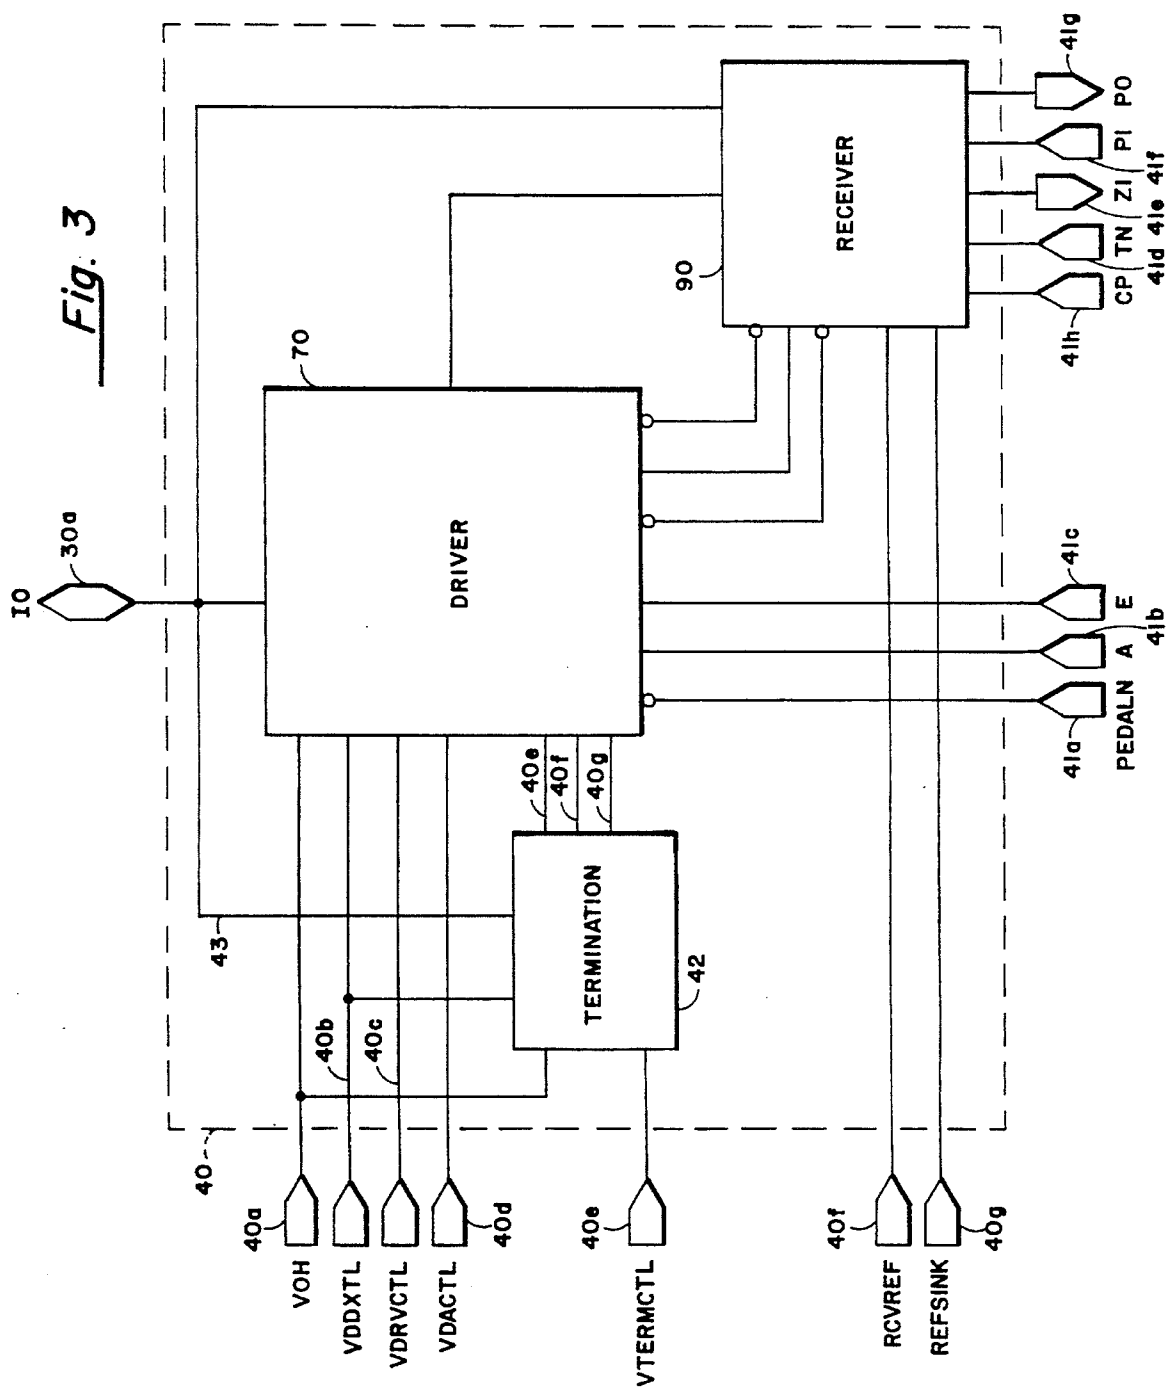 Fig. 3
IO
30a
41g
PO
PI
41f
ZI
41e
TN
41d
CP
41h
RECEIVER
90
70
DRIVER
41c
E
41b
A
PEDALN
41a
40e
40f
40g
TERMINATION
42
43
40b
40c
40
40a
VOH
VDDXTL
VDRVCTL
40d
VDACTL
40e
VTERMCTL
40f
RCVREF
40g
REFSINK